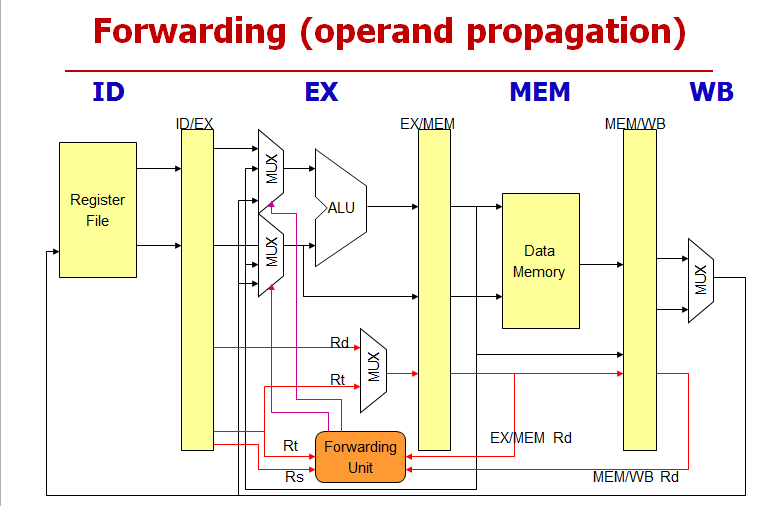 Forwarding (operand propagation)
ID
EX
MEM
WB
ID/EX
EX/MEM
MEM/WB
Register
File
MUX
MUX
ALU
Data
Memory
MUX
Rd
Rt
MUX
Rt
Rs
Forwarding
Unit
EX/MEM Rd
MEM/WB Rd